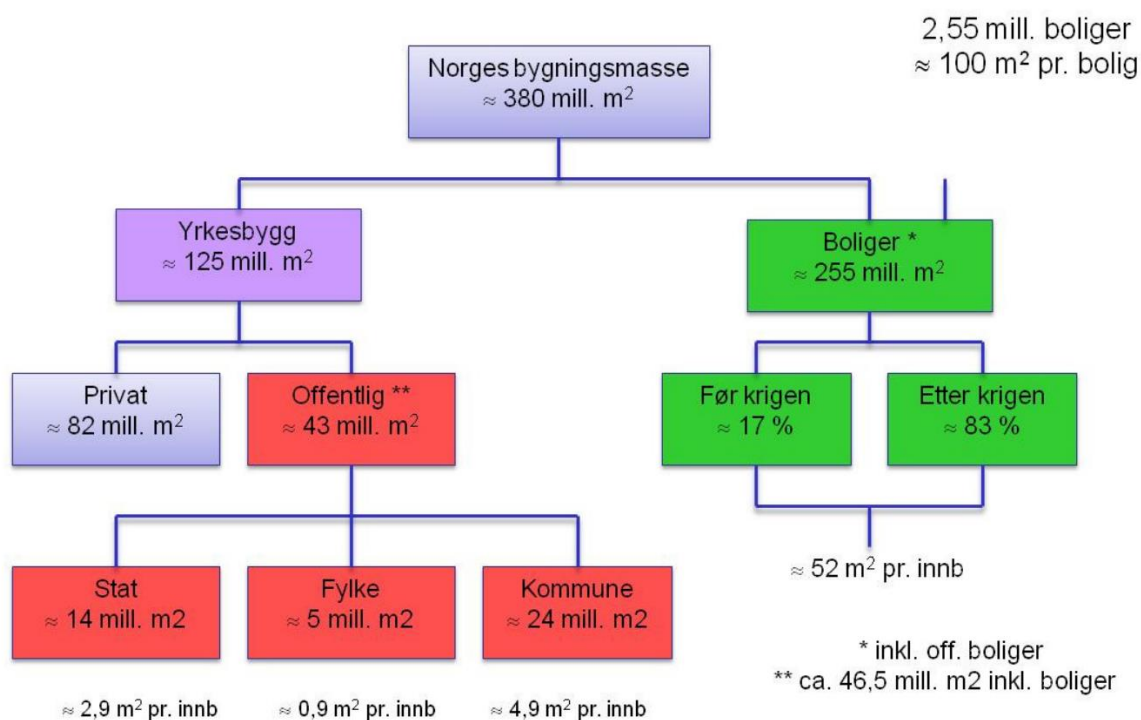 2,55 mill. boliger
≈ 100 m² pr. bolig
Norges bygningsmasse
≈ 380 mill. m²
Yrkesbygg
≈ 125 mill. m²
Boliger *
≈ 255 mill. m²
Privat
≈ 82 mill. m²
Offentlig **
≈ 43 mill. m²
Før krigen
≈ 17 %
Etter krigen
≈ 83 %
Stat
≈ 14 mill. m2
Fylke
≈ 5 mill. m2
Kommune
≈ 24 mill. m2
≈ 52 m² pr. innb
≈ 2,9 m² pr. innb
≈ 0,9 m² pr. innb
≈ 4,9 m² pr. innb
* inkl. off. boliger
** ca. 46,5 mill. m2 inkl. boliger